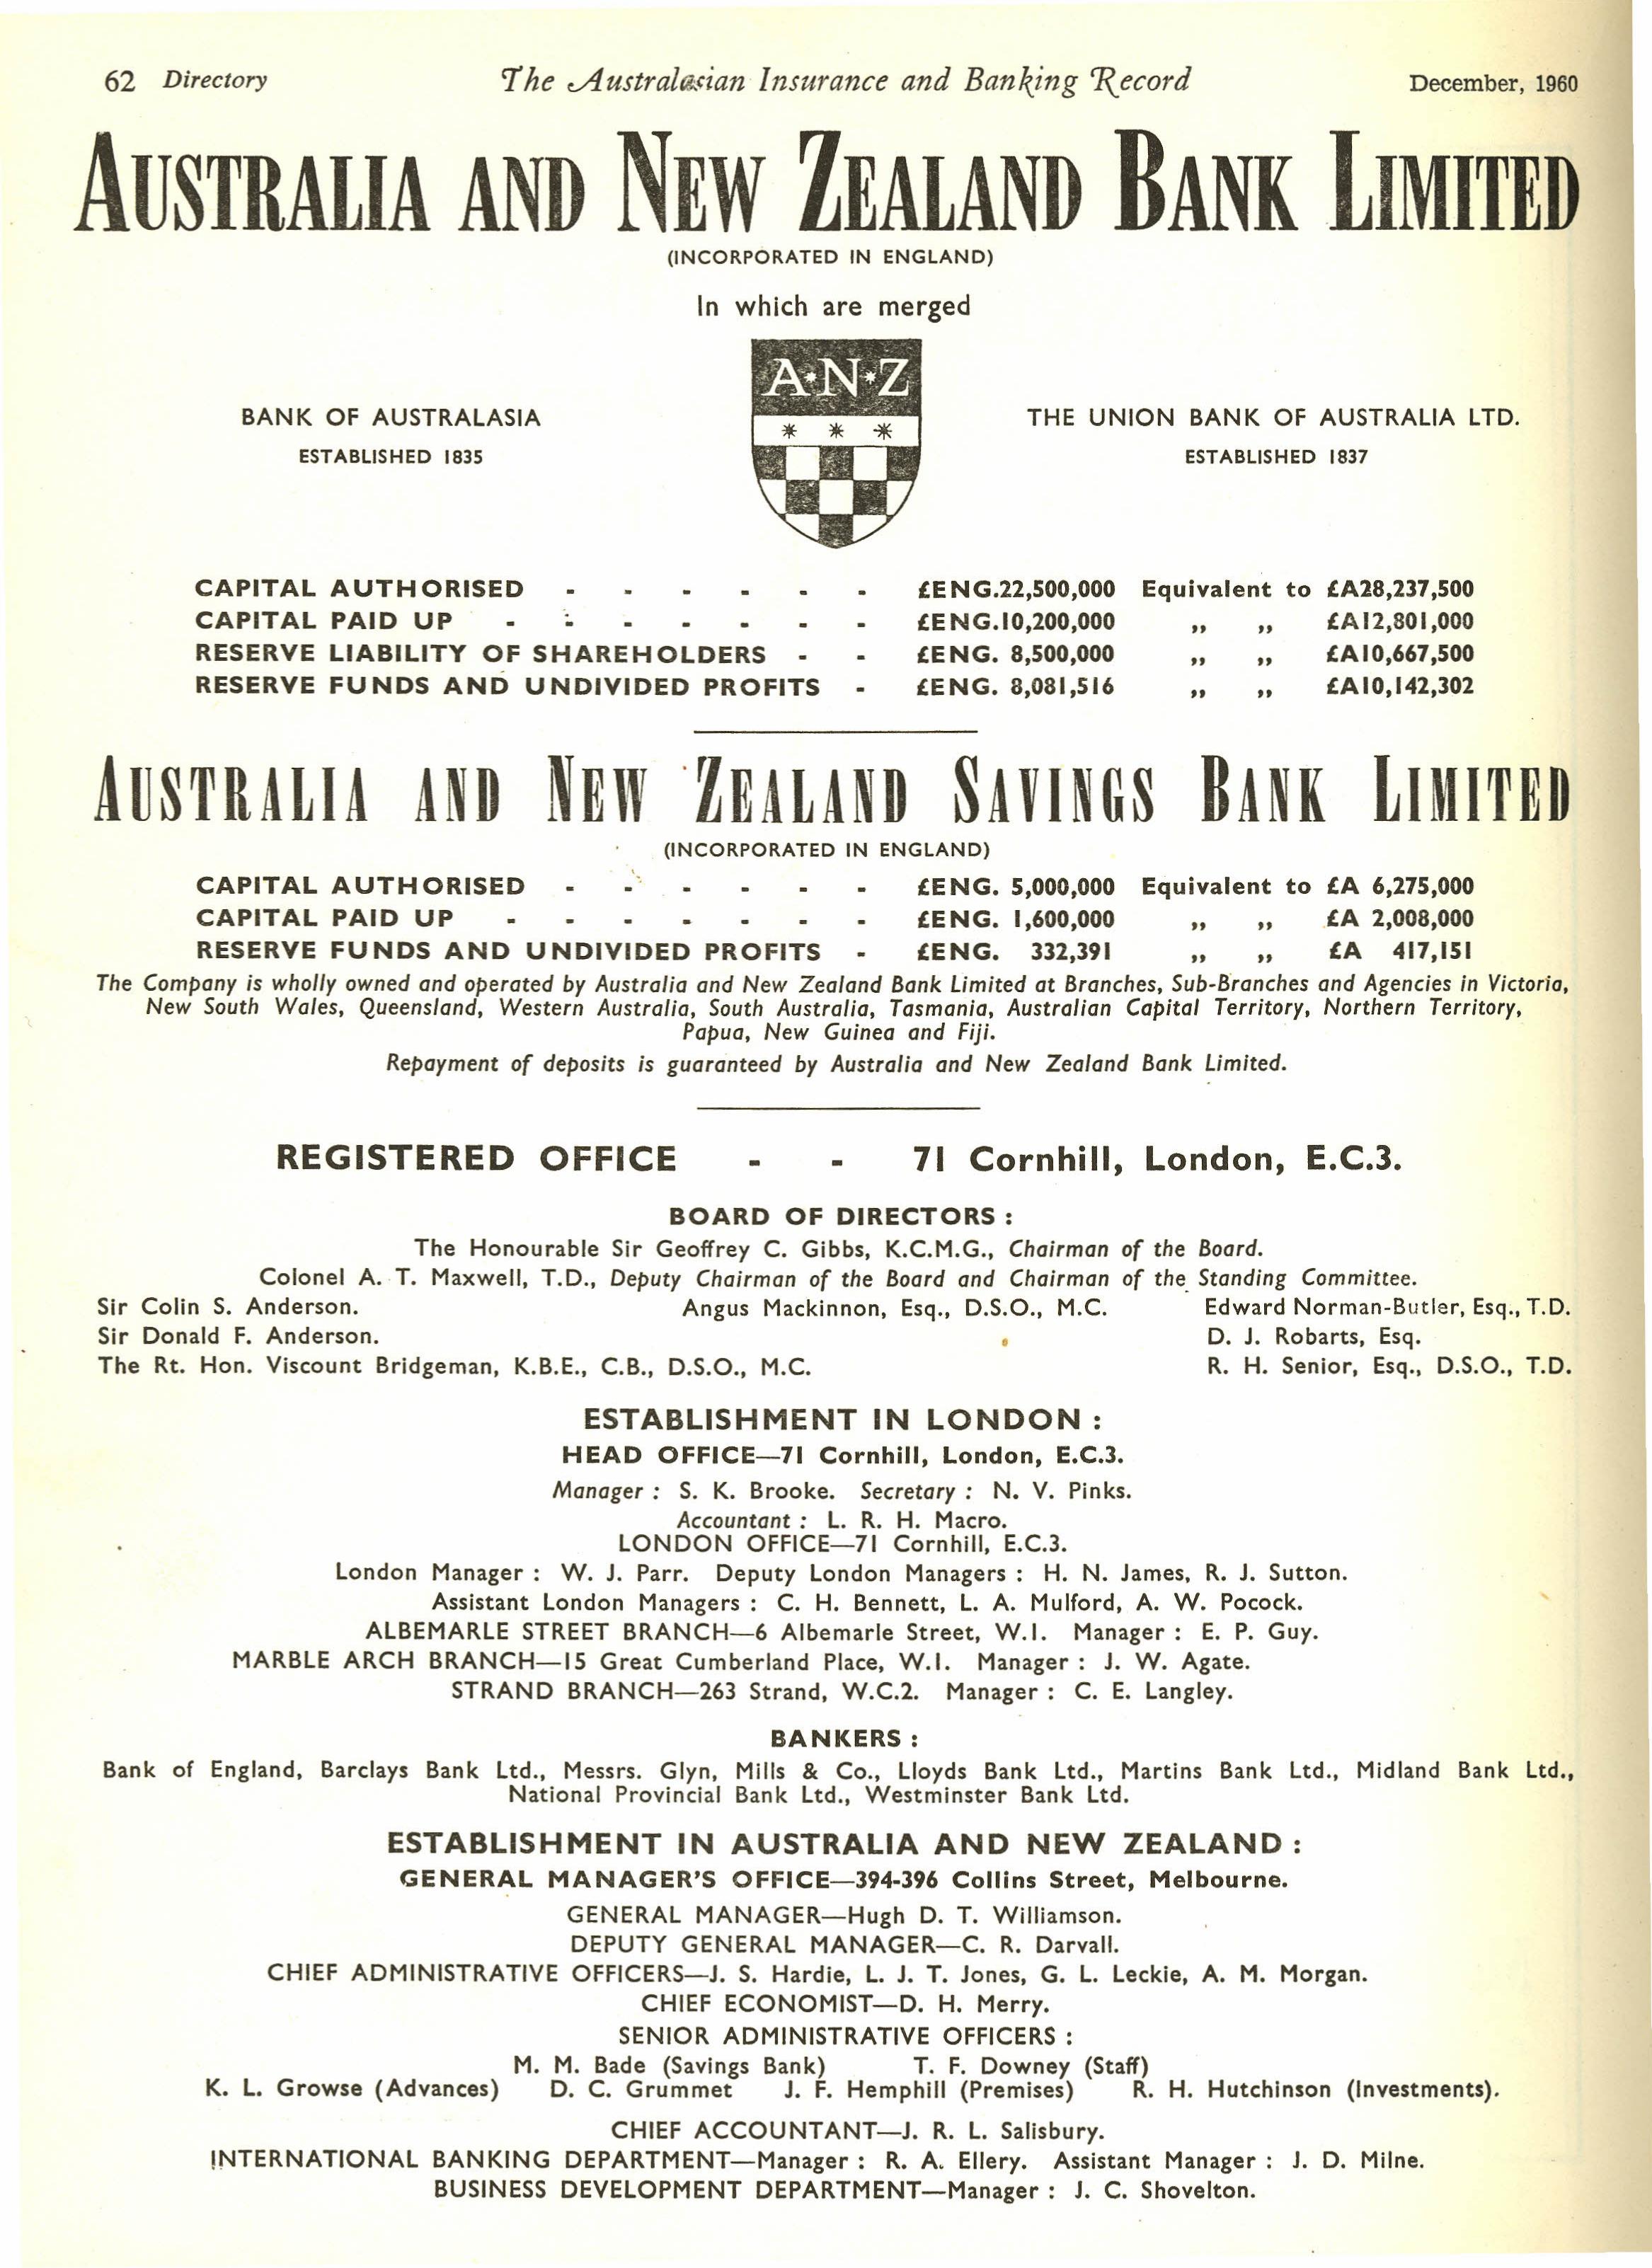 62 Directory The Australasian Insurance and Banking Record December, 1960
AUSTRALIA AND NEW ZEALAND BANK LIMITED
(INCORPORATED IN ENGLAND)
In which are merged
A*N*Z
BANK OF AUSTRALASIA THE UNION BANK OF AUSTRALIA LTD.
ESTABLISHED 1835 ESTABLISHED 1837
CAPITAL AUTHORISED - - - - - - £ENG.22,500,000 Equivalent to £A28,237,500
CAPITAL PAID UP - - - - - - - £ENG.10,200,000 ,, ,, £A12,801,000
RESERVE LIABILITY OF SHAREHOLDERS - - £ENG. 8,500,000 ,, ,, £A10,667,500
RESERVE FUNDS AND UNDIVIDED PROFITS - £ENG. 8,081,516 ,, ,, £A10,142,302
AUSTRALIA AND NEW ZEALAND SAVINGS BANK LIMITED
(INCORPORATED IN ENGLAND)
CAPITAL AUTHORISED - - - - - - £ENG. 5,000,000 Equivalent to £A 6,275,000
CAPITAL PAID UP - - - - - - - £ENG. 1,600,000 ,, ,, £A 2,008,000
RESERVE FUNDS AND UNDIVIDED PROFITS - £ENG. 332,391 ,, ,, £A 417,151
The Company is wholly owned and operated by Australia and New Zealand Bank Limited at Branches, Sub-Branches and Agencies in Victoria,
New South Wales, Queensland, Western Australia, South Australia, Tasmania, Australian Capital Territory, Northern Territory,
Papua, New Guinea and Fiji.
Repayment of deposits is guaranteed by Australia and New Zealand Bank Limited.
REGISTERED OFFICE - - 71 Cornhill, London, E.C.3.
BOARD OF DIRECTORS :
The Honourable Sir Geoffrey C. Gibbs, K.C.M.G., Chairman of the Board.
Colonel A. T. Maxwell, T.D., Deputy Chairman of the Board and Chairman of the Standing Committee.
Sir Colin S. Anderson. Angus Mackinnon, Esq., D.S.O., M.C. Edward Norman-Butler, Esq., T.D.
Sir Donald F. Anderson. D. J. Robarts, Esq.
The Rt. Hon. Viscount Bridgeman, K.B.E., C.B., D.S.O., M.C. R. H. Senior, Esq., D.S.O., T.D.
ESTABLISHMENT IN LONDON :
HEAD OFFICE—71 Cornhill, London, E.C.3.
Manager : S. K. Brooke. Secretary : N. V. Pinks.
Accountant : L. R. H. Macro.
LONDON OFFICE—71 Cornhill, E.C.3.
London Manager : W. J. Parr. Deputy London Managers : H. N. James, R. J. Sutton.
Assistant London Managers : C. H. Bennett, L. A. Mulford, A. W. Pocock.
ALBEMARLE STREET BRANCH—6 Albemarle Street, W.1. Manager : E. P. Guy.
MARBLE ARCH BRANCH—15 Great Cumberland Place, W.1. Manager : J. W. Agate.
STRAND BRANCH—263 Strand, W.C.2. Manager : C. E. Langley.
BANKERS :
Bank of England, Barclays Bank Ltd., Messrs. Glyn, Mills & Co., Lloyds Bank Ltd., Martins Bank Ltd., Midland Bank Ltd.,
National Provincial Bank Ltd., Westminster Bank Ltd.
ESTABLISHMENT IN AUSTRALIA AND NEW ZEALAND :
GENERAL MANAGER'S OFFICE—394-396 Collins Street, Melbourne.
GENERAL MANAGER—Hugh D. T. Williamson.
DEPUTY GENERAL MANAGER—C. R. Darvall.
CHIEF ADMINISTRATIVE OFFICERS—J. S. Hardie, L. J. T. Jones, G. L. Leckie, A. M. Morgan.
CHIEF ECONOMIST—D. H. Merry.
SENIOR ADMINISTRATIVE OFFICERS :
M. M. Bade (Savings Bank) T. F. Downey (Staff)
K. L. Growse (Advances) D. C. Grummet J. F. Hemphill (Premises) R. H. Hutchinson (Investments).
CHIEF ACCOUNTANT—J. R. L. Salisbury.
INTERNATIONAL BANKING DEPARTMENT—Manager : R. A. Ellery. Assistant Manager : J. D. Milne.
BUSINESS DEVELOPMENT DEPARTMENT—Manager : J. C. Shovelton.